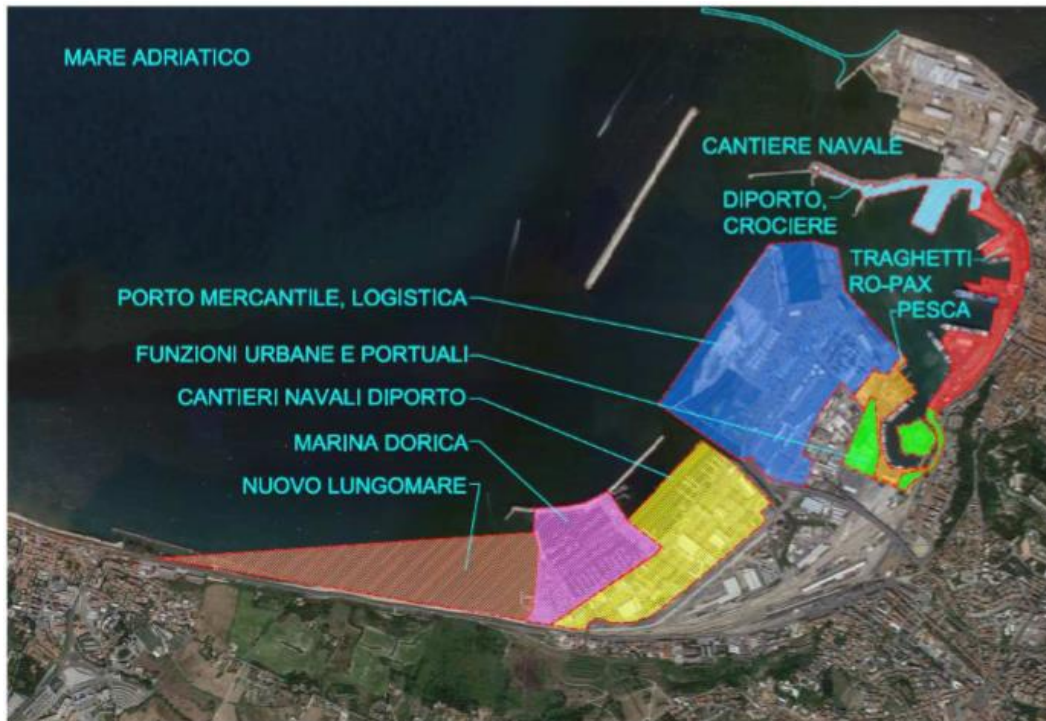 MARE ADRIATICO
CANTIERE NAVALE
DIPORTO,
CROCIERE
TRAGHETTI
RO-PAX
PESCA
PORTO MERCANTILE, LOGISTICA
FUNZIONI URBANE E PORTUALI
CANTIERI NAVALI DIPORTO
MARINA DORICA
NUOVO LUNGOMARE